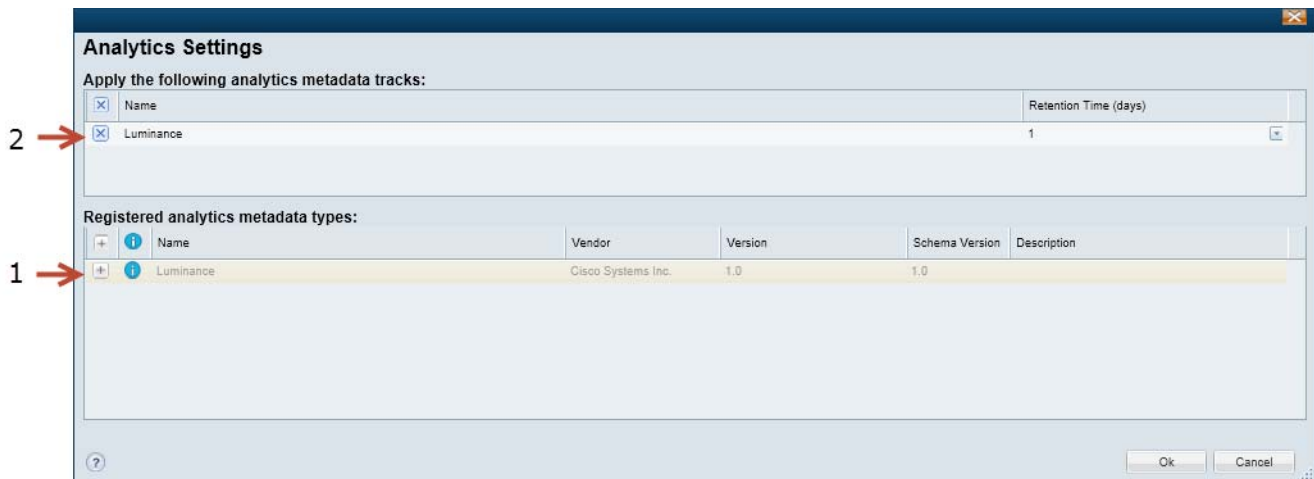 Analytics Settings
Apply the following analytics metadata tracks:
Name Retention Time (days)
2 Luminance 1
Registered analytics metadata types:
Name Vendor Version Schema Version Description
1 Luminance Cisco Systems Inc. 1.0 1.0
? Ok Cancel